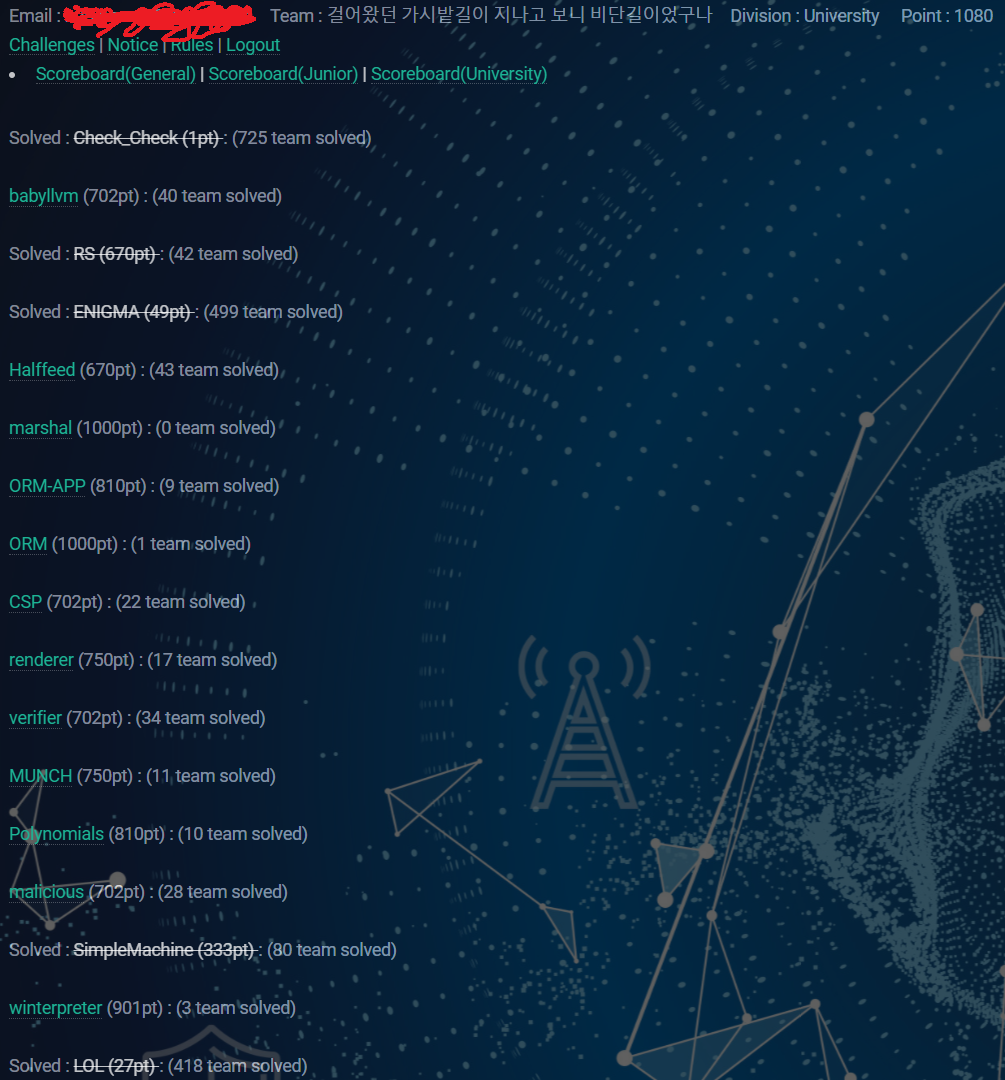 Email : Team : 걸어왔던 가시밭길이 지나고 보니 비단길이었구나 Division : University Point : 1080
Challenges | Notice | Rules | Logout
Scoreboard(General) | Scoreboard(Junior) | Scoreboard(University)
Solved : Check_Check (1pt) : (725 team solved)
babyllvm (702pt) : (40 team solved)
Solved : RS (670pt) : (42 team solved)
Solved : ENIGMA (49pt) : (499 team solved)
Halffeed (670pt) : (43 team solved)
marshal (1000pt) : (0 team solved)
ORM-APP (810pt) : (9 team solved)
ORM (1000pt) : (1 team solved)
CSP (702pt) : (22 team solved)
renderer (750pt) : (17 team solved)
verifier (702pt) : (34 team solved)
MUNCH (750pt) : (11 team solved)
Polynomials (810pt) : (10 team solved)
malicious (702pt) : (28 team solved)
Solved : SimpleMachine (333pt) : (80 team solved)
winterpreter (901pt) : (3 team solved)
Solved : LOL (27pt) : (418 team solved)